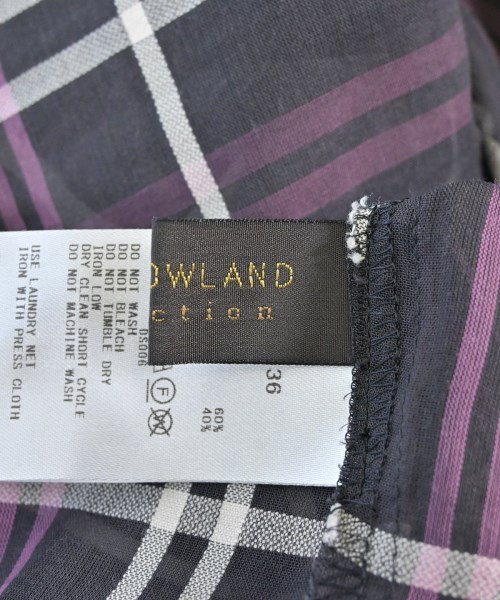 OWLAND
ction
36
60%
40%
0S006
DO NOT WASH
DO NOT BLEACH
DO NOT TUMBLE DRY
IRON LOW
DRY CLEAN SHORT CYCLE
DO NOT MACHINE WASH
USE LAUNDRY NET
IRON WITH PRESS CLOTH
F